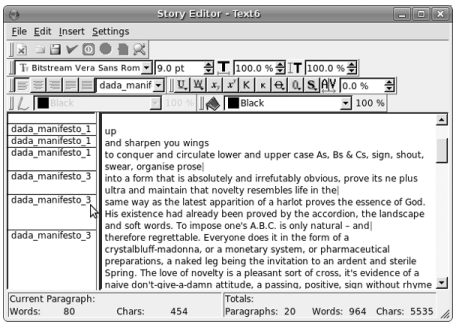 Story Editor - Text6
File Edit Insert Settings
Tr Bitstream Vera Sans Rom 9.0 pt T 100.0 % IT 100.0 %
dada_manif U W x, x² K K O O S AV 0.0 %
Black 100 % Black 100 %
dada_manifesto_1 up
dada_manifesto_1 and sharpen you wings
dada_manifesto_1 to conquer and circulate lower and upper case As, Bs & Cs, sign, shout,
swear, organise prose|
dada_manifesto_3 into a form that is absolutely and irrefutably obvious, prove its ne plus
ultra and maintain that novelty resembles life in the|
dada_manifesto_3 same way as the latest apparition of a harlot proves the essence of God.
His existence had already been proved by the accordion, the landscape
and soft words. To impose one's A.B.C. is only natural – and|
dada_manifesto_3 therefore regrettable. Everyone does it in the form of a
crystalbluff-madonna, or a monetary system, or pharmaceutical
preparations, a naked leg being the invitation to an ardent and sterile
Spring. The love of novelty is a pleasant sort of cross, it's evidence of a
naive don't-give-a-damn attitude, a passing, positive, sign without rhyme
Current Paragraph: Totals:
Words: 80 Chars: 454 Paragraphs: 20 Words: 964 Chars: 5535